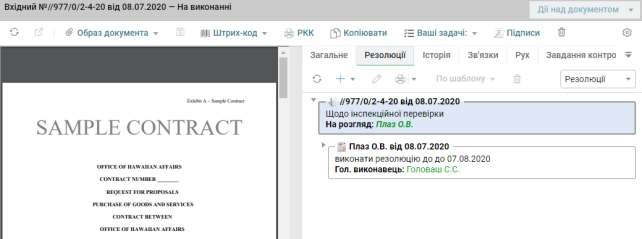 Вхідний №//977/0/2-4-20 від 08.07.2020 — На виконанні
Дії над документом
Образ документа
Штрих-код
РКК
Копіювати
Ваші задачі:
Підписи
Загальне
Резолюції
Історія
Зв'язки
Рух
Завдання контро
По шаблону
Резолюції
Exhibit A – Sample Contract
SAMPLE CONTRACT
OFFICE OF HAWAIIAN AFFAIRS
CONTRACT NUMBER ________
REQUEST FOR PROPOSALS
PURCHASE OF GOODS AND SERVICES
CONTRACT BETWEEN
OFFICE OF HAWAIIAN AFFAIRS
//977/0/2-4-20 від 08.07.2020
Щодо інспекційної перевірки
На розгляд: Плаз О.В.
Плаз О.В. від 08.07.2020
виконати резолюцію до до 07.08.2020
Гол. виконавець: Головаш С.С.